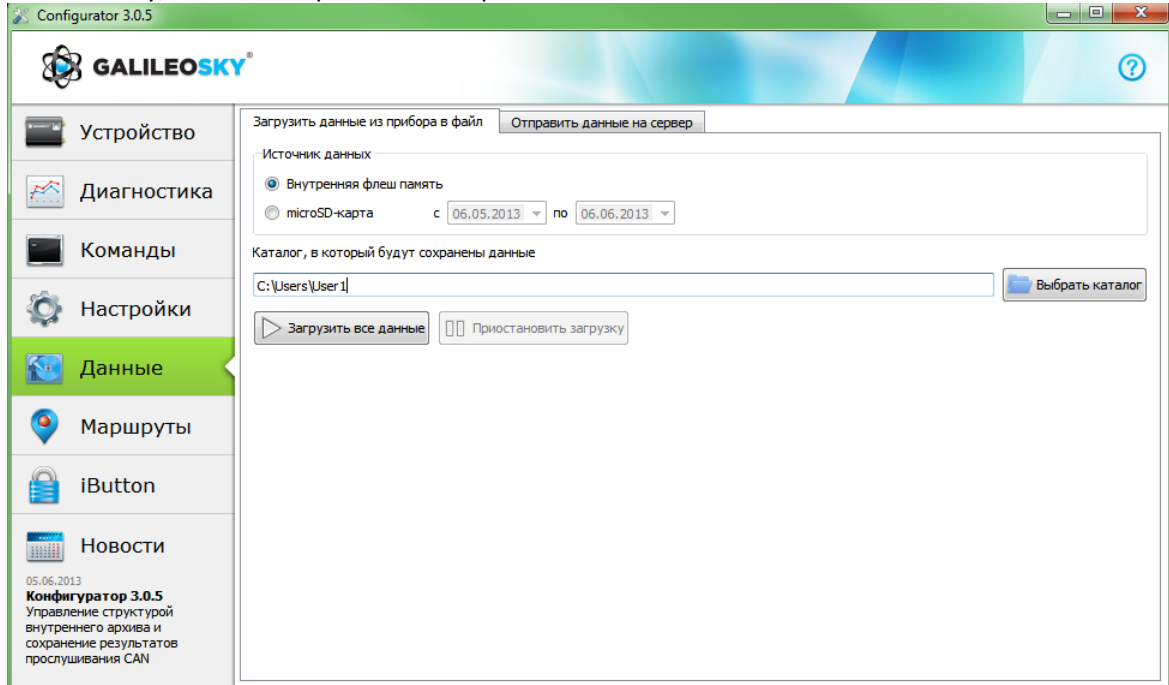 Configurator 3.0.5
GALILEOSKY®
Устройство
Диагностика
Команды
Настройки
Данные
Маршруты
iButton
Новости
05.06.2013
Конфигуратор 3.0.5
Управление структурой
внутреннего архива и
сохранение результатов
прослушивания CAN
Загрузить данные из прибора в файл Отправить данные на сервер
Источник данных
Внутренняя флеш память
microSD-карта с 06.05.2013 по 06.06.2013
Каталог, в который будут сохранены данные
C:\Users\User1 Выбрать каталог
Загрузить все данные Приостановить загрузку